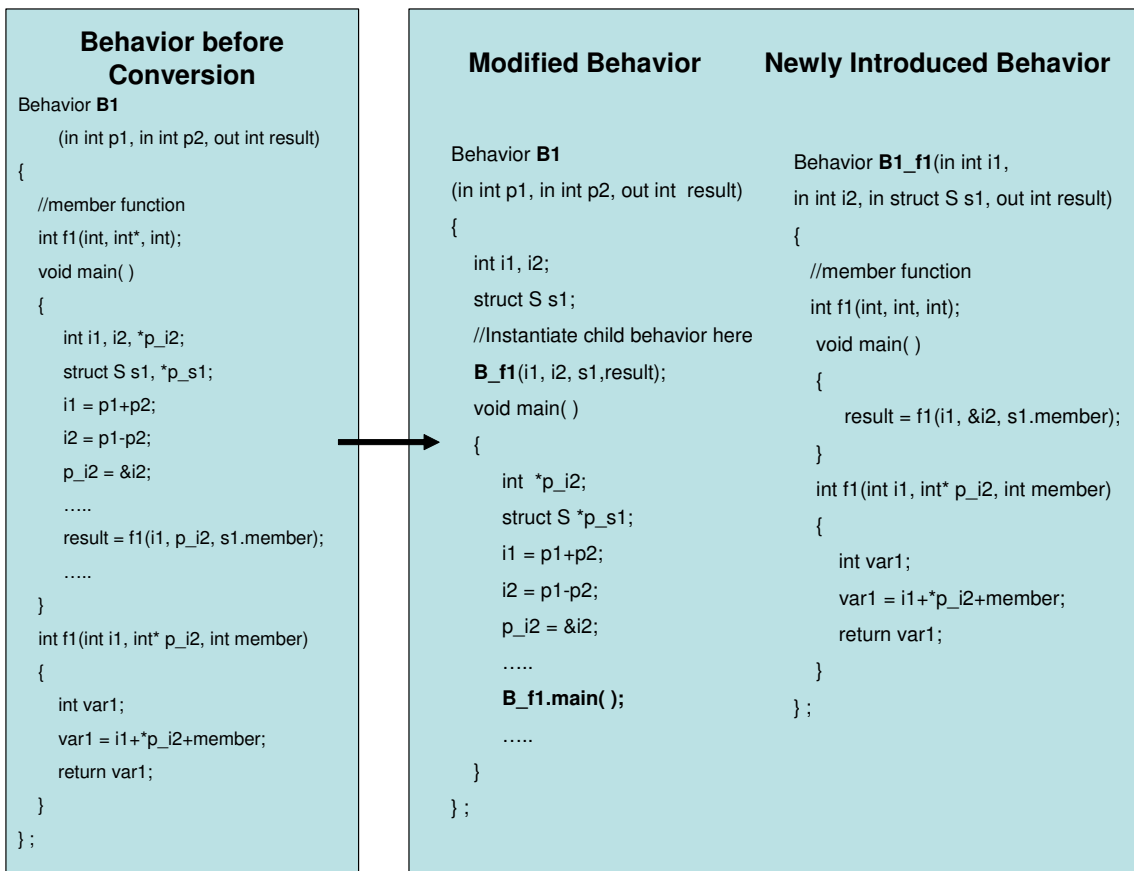 Behavior before
Conversion
Behavior B1
(in int p1, in int p2, out int result)
{
//member function
int f1(int, int*, int);
void main( )
{
int i1, i2, *p_i2;
struct S s1, *p_s1;
i1 = p1+p2;
i2 = p1-p2;
p_i2 = &i2;
…..
result = f1(i1, p_i2, s1.member);
…..
}
int f1(int i1, int* p_i2, int member)
{
int var1;
var1 = i1+*p_i2+member;
return var1;
}
} ;
Modified Behavior
Behavior B1
(in int p1, in int p2, out int result)
{
int i1, i2;
struct S s1;
//Instantiate child behavior here
B_f1(i1, i2, s1,result);
void main( )
{
int *p_i2;
struct S *p_s1;
i1 = p1+p2;
i2 = p1-p2;
p_i2 = &i2;
…..
B_f1.main( );
…..
}
} ;
Newly Introduced Behavior
Behavior B1_f1(in int i1,
in int i2, in struct S s1, out int result)
{
//member function
int f1(int, int, int);
void main( )
{
result = f1(i1, &i2, s1.member);
}
int f1(int i1, int* p_i2, int member)
{
int var1;
var1 = i1+*p_i2+member;
return var1;
}
} ;